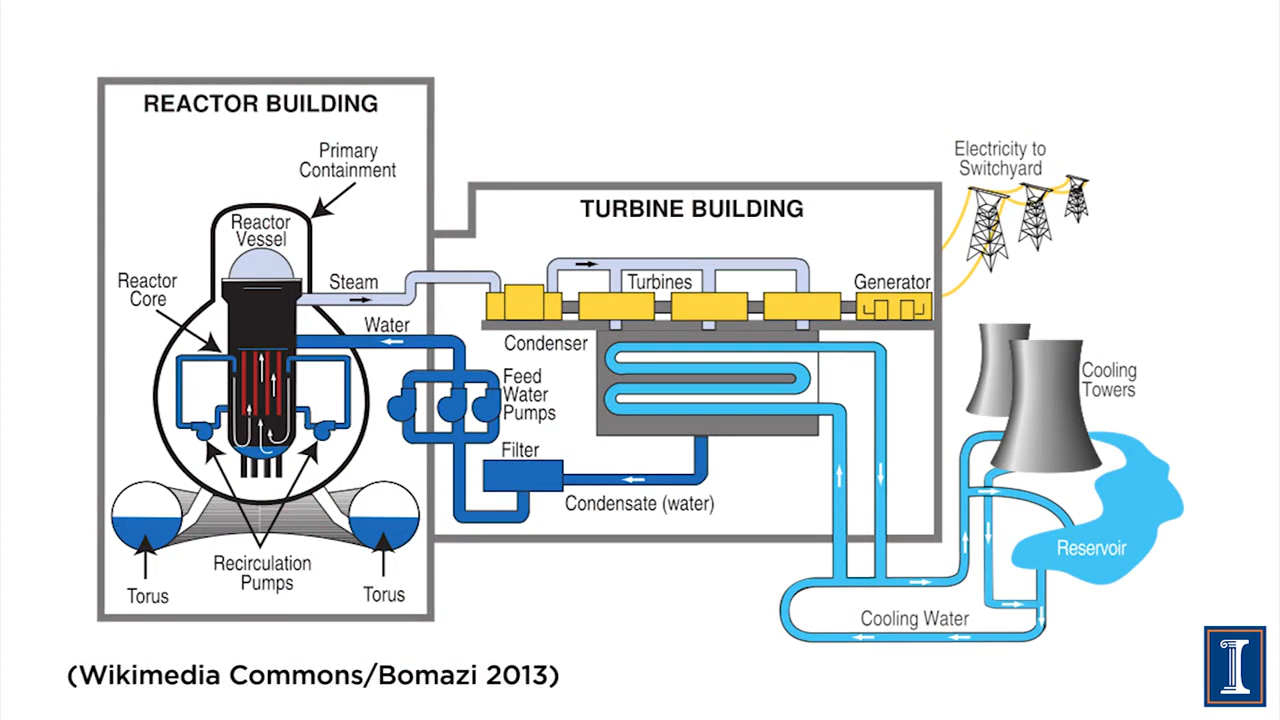 REACTOR BUILDING
Primary
Containment
Reactor
Vessel
Reactor
Core
Steam
Water
Feed
Water
Pumps
Filter
Condensate (water)
Recirculation
Pumps
Torus
Torus
TURBINE BUILDING
Turbines
Generator
Condenser
Electricity to
Switchyard
Cooling
Towers
Reservoir
Cooling Water
(Wikimedia Commons/Bomazi 2013)